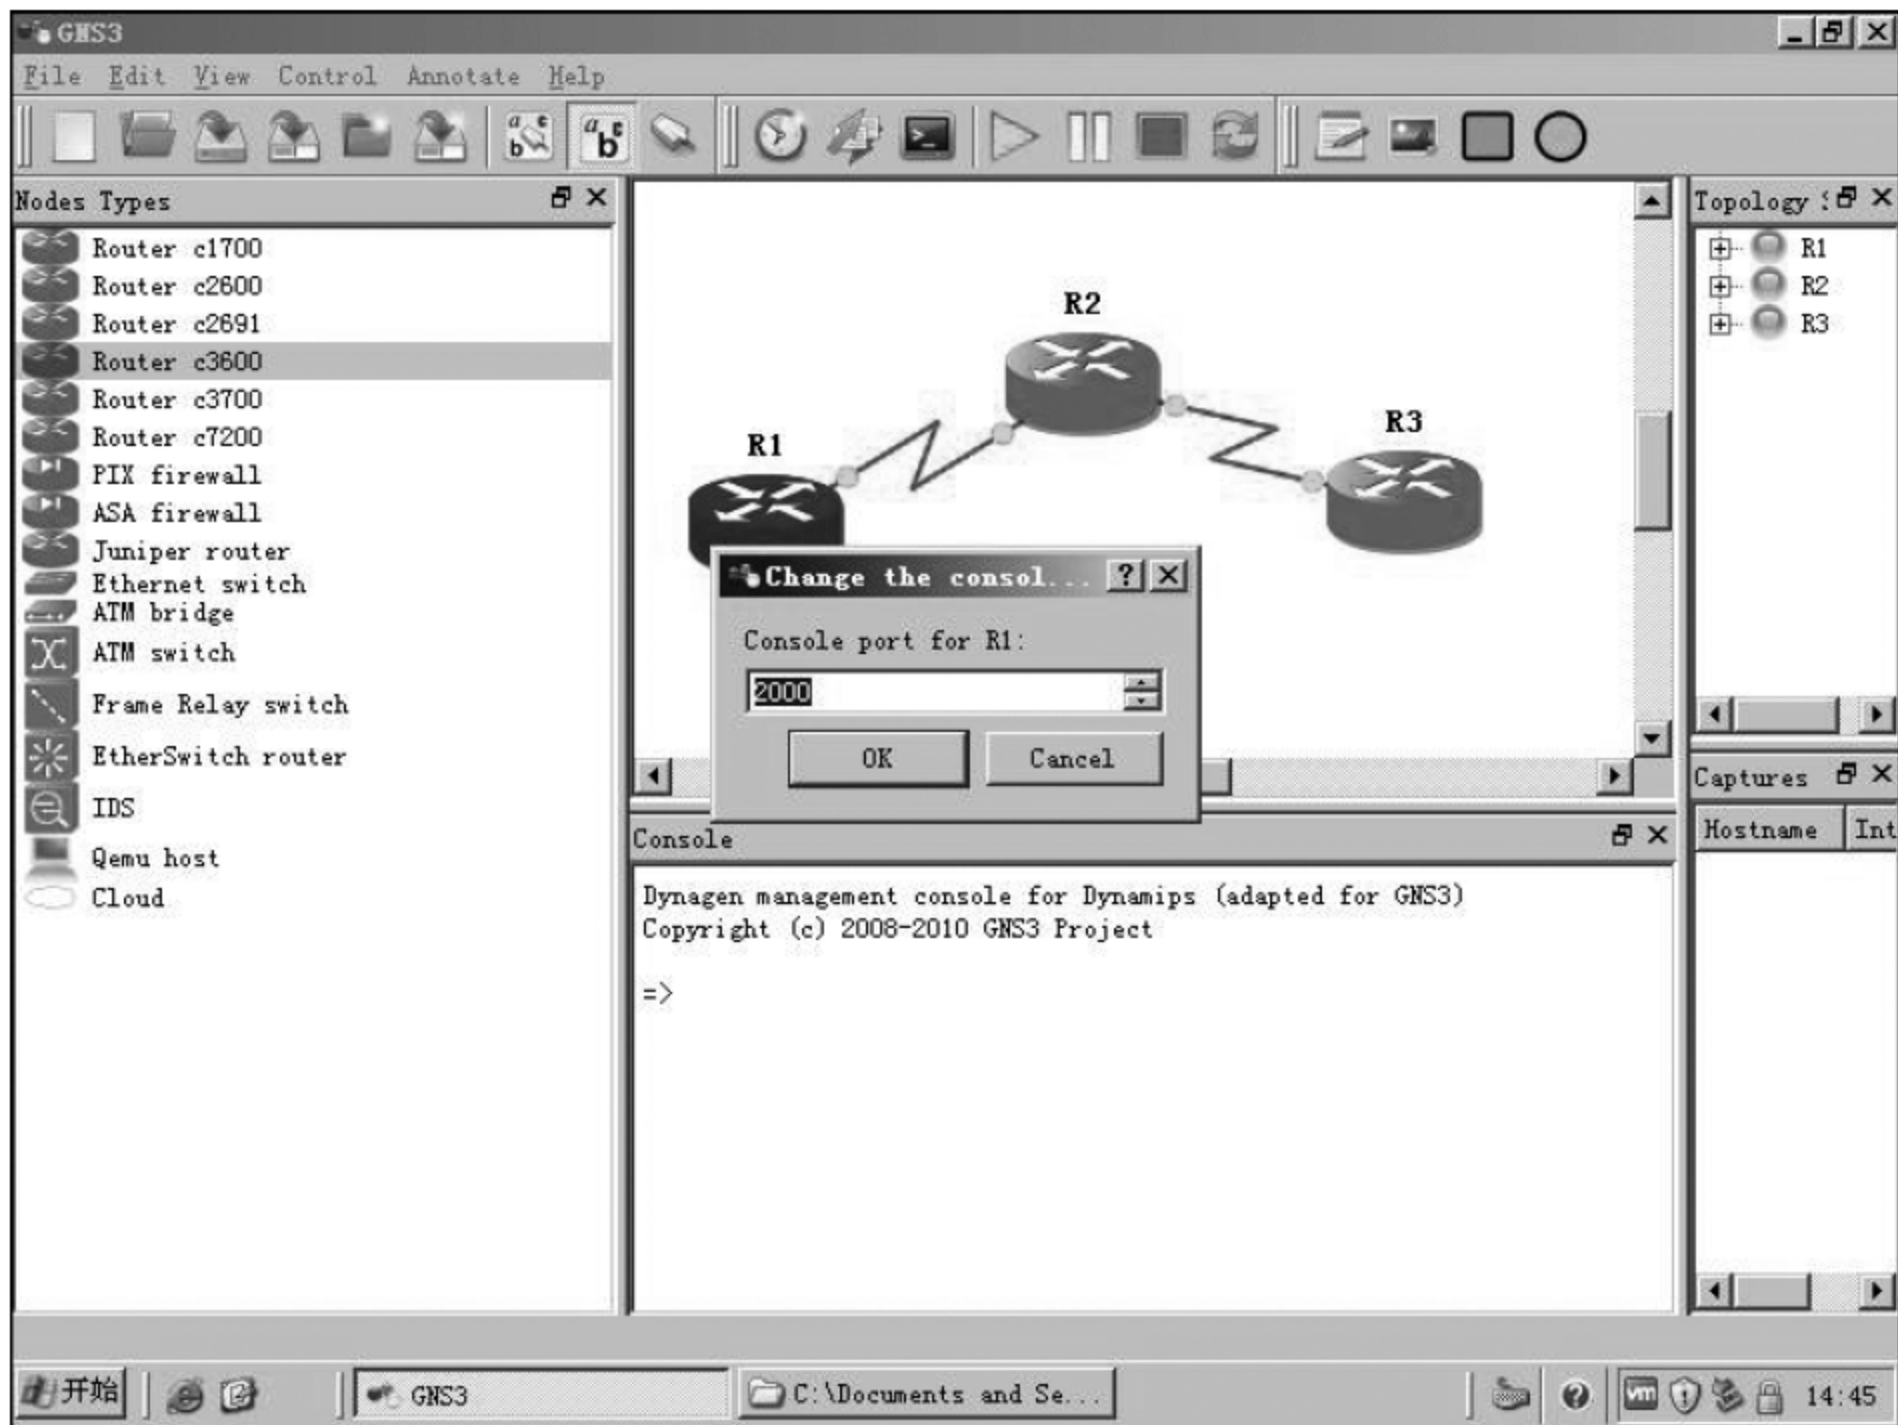 GNS3
File Edit View Control Annotate Help
Nodes Types
Router c1700
Router c2600
Router c2691
Router c3600
Router c3700
Router c7200
PIX firewall
ASA firewall
Juniper router
Ethernet switch
ATM bridge
ATM switch
Frame Relay switch
EtherSwitch router
IDS
Qemu host
Cloud
R1
R2
R3
Change the consol...
Console port for R1:
2000
OK
Cancel
Console
Dynagen management console for Dynamips (adapted for GNS3)
Copyright (c) 2008-2010 GNS3 Project
=>
Topology
R1
R2
R3
Captures
Hostname
Int
开始
GNS3
C:\Documents and Se...
14:45